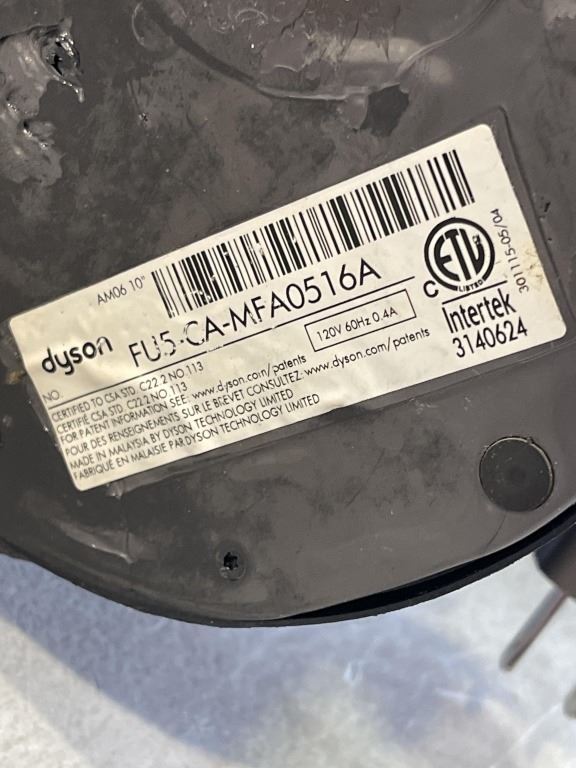 AM06 10"
dyson
NO. FU5-CA-MFA0516A
120V 60Hz 0.4A
CERTIFIED TO CSA STD. C22.2 NO 113
CERTIFIÉ CSA STD. C22.2 NO 113
FOR PATENT INFORMATION SEE: www.dyson.com/patents
POUR DES RENSEIGNEMENTS SUR LE BREVET CONSULTEZ: www.dyson.com/patents
MADE IN MALAYSIA BY DYSON TECHNOLOGY LIMITED
FABRIQUÉ EN MALAISIE PAR DYSON TECHNOLOGY LIMITED
C ETL
LISTED
Intertek
3140624
301115-05/04